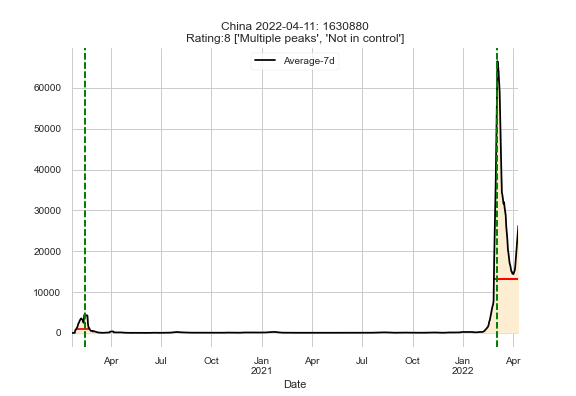 China 2022-04-11: 1630880
Rating:8 ['Multiple peaks', 'Not in control']
Average-7d
60000
50000
40000
30000
20000
10000
0
Apr Jul Oct Jan Apr Jul Oct Jan Apr
2021 2022
Date